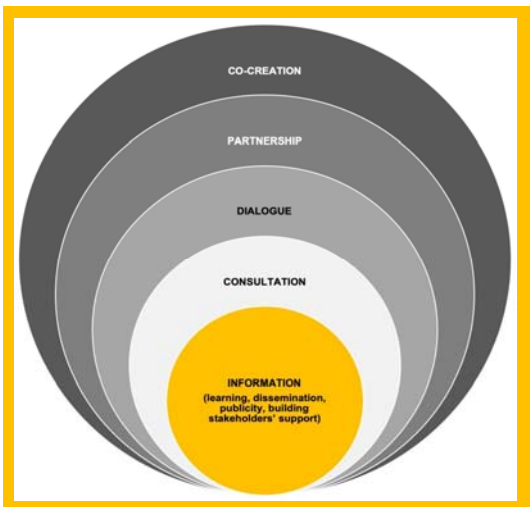 CO-CREATION
PARTNERSHIP
DIALOGUE
CONSULTATION
INFORMATION
(learning, dissemination,
publicity, building
stakeholders' support)